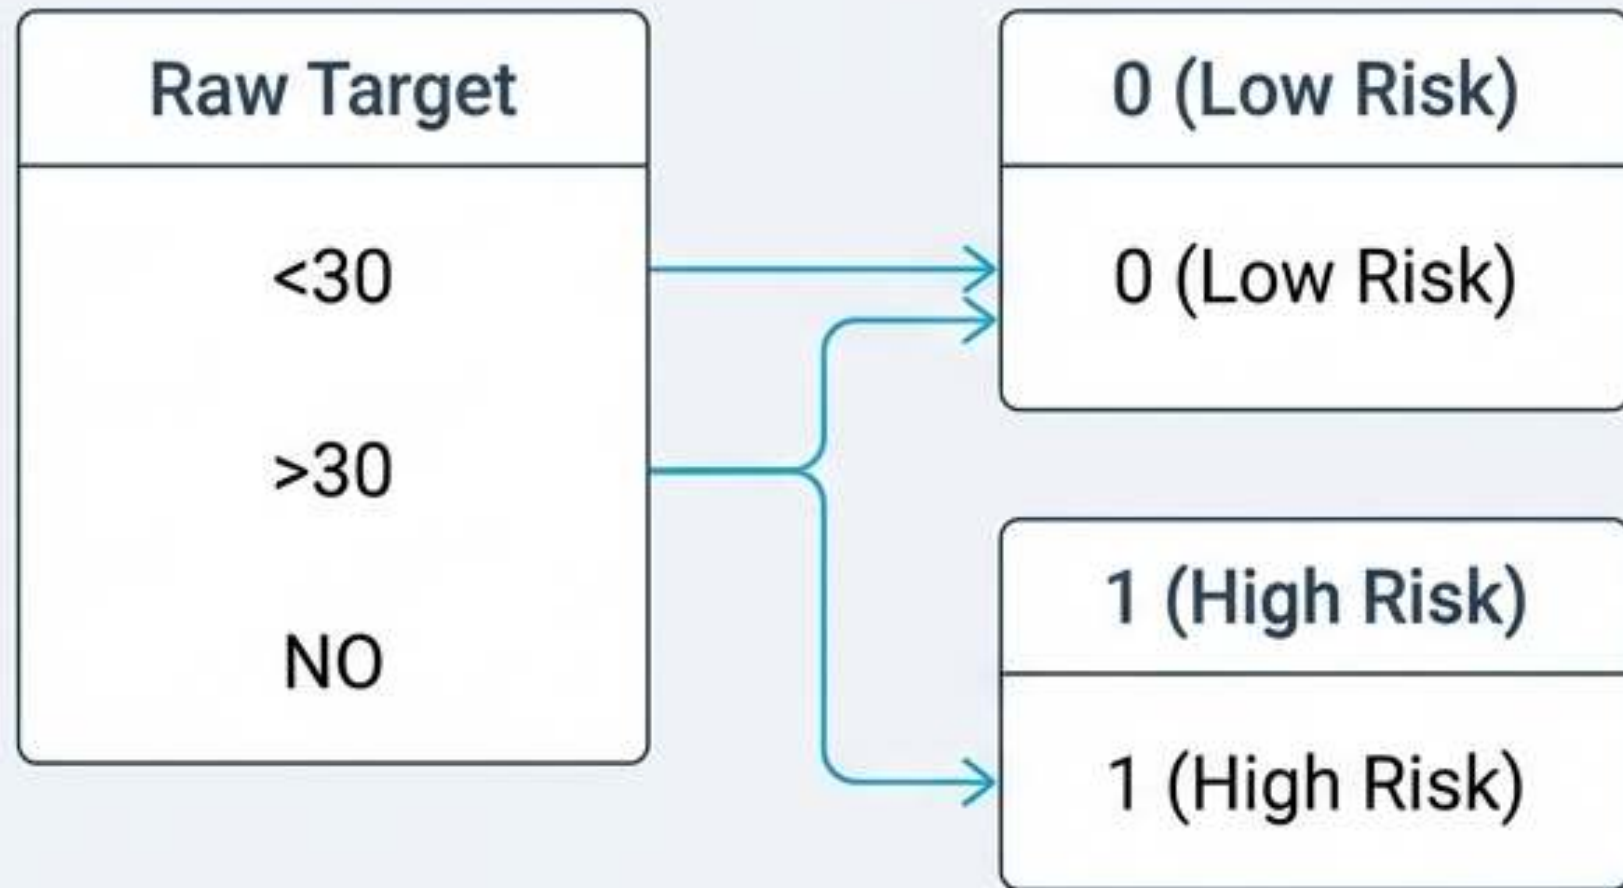 Raw Target
<30
>30
NO
0 (Low Risk)
0 (Low Risk)
1 (High Risk)
1 (High Risk)